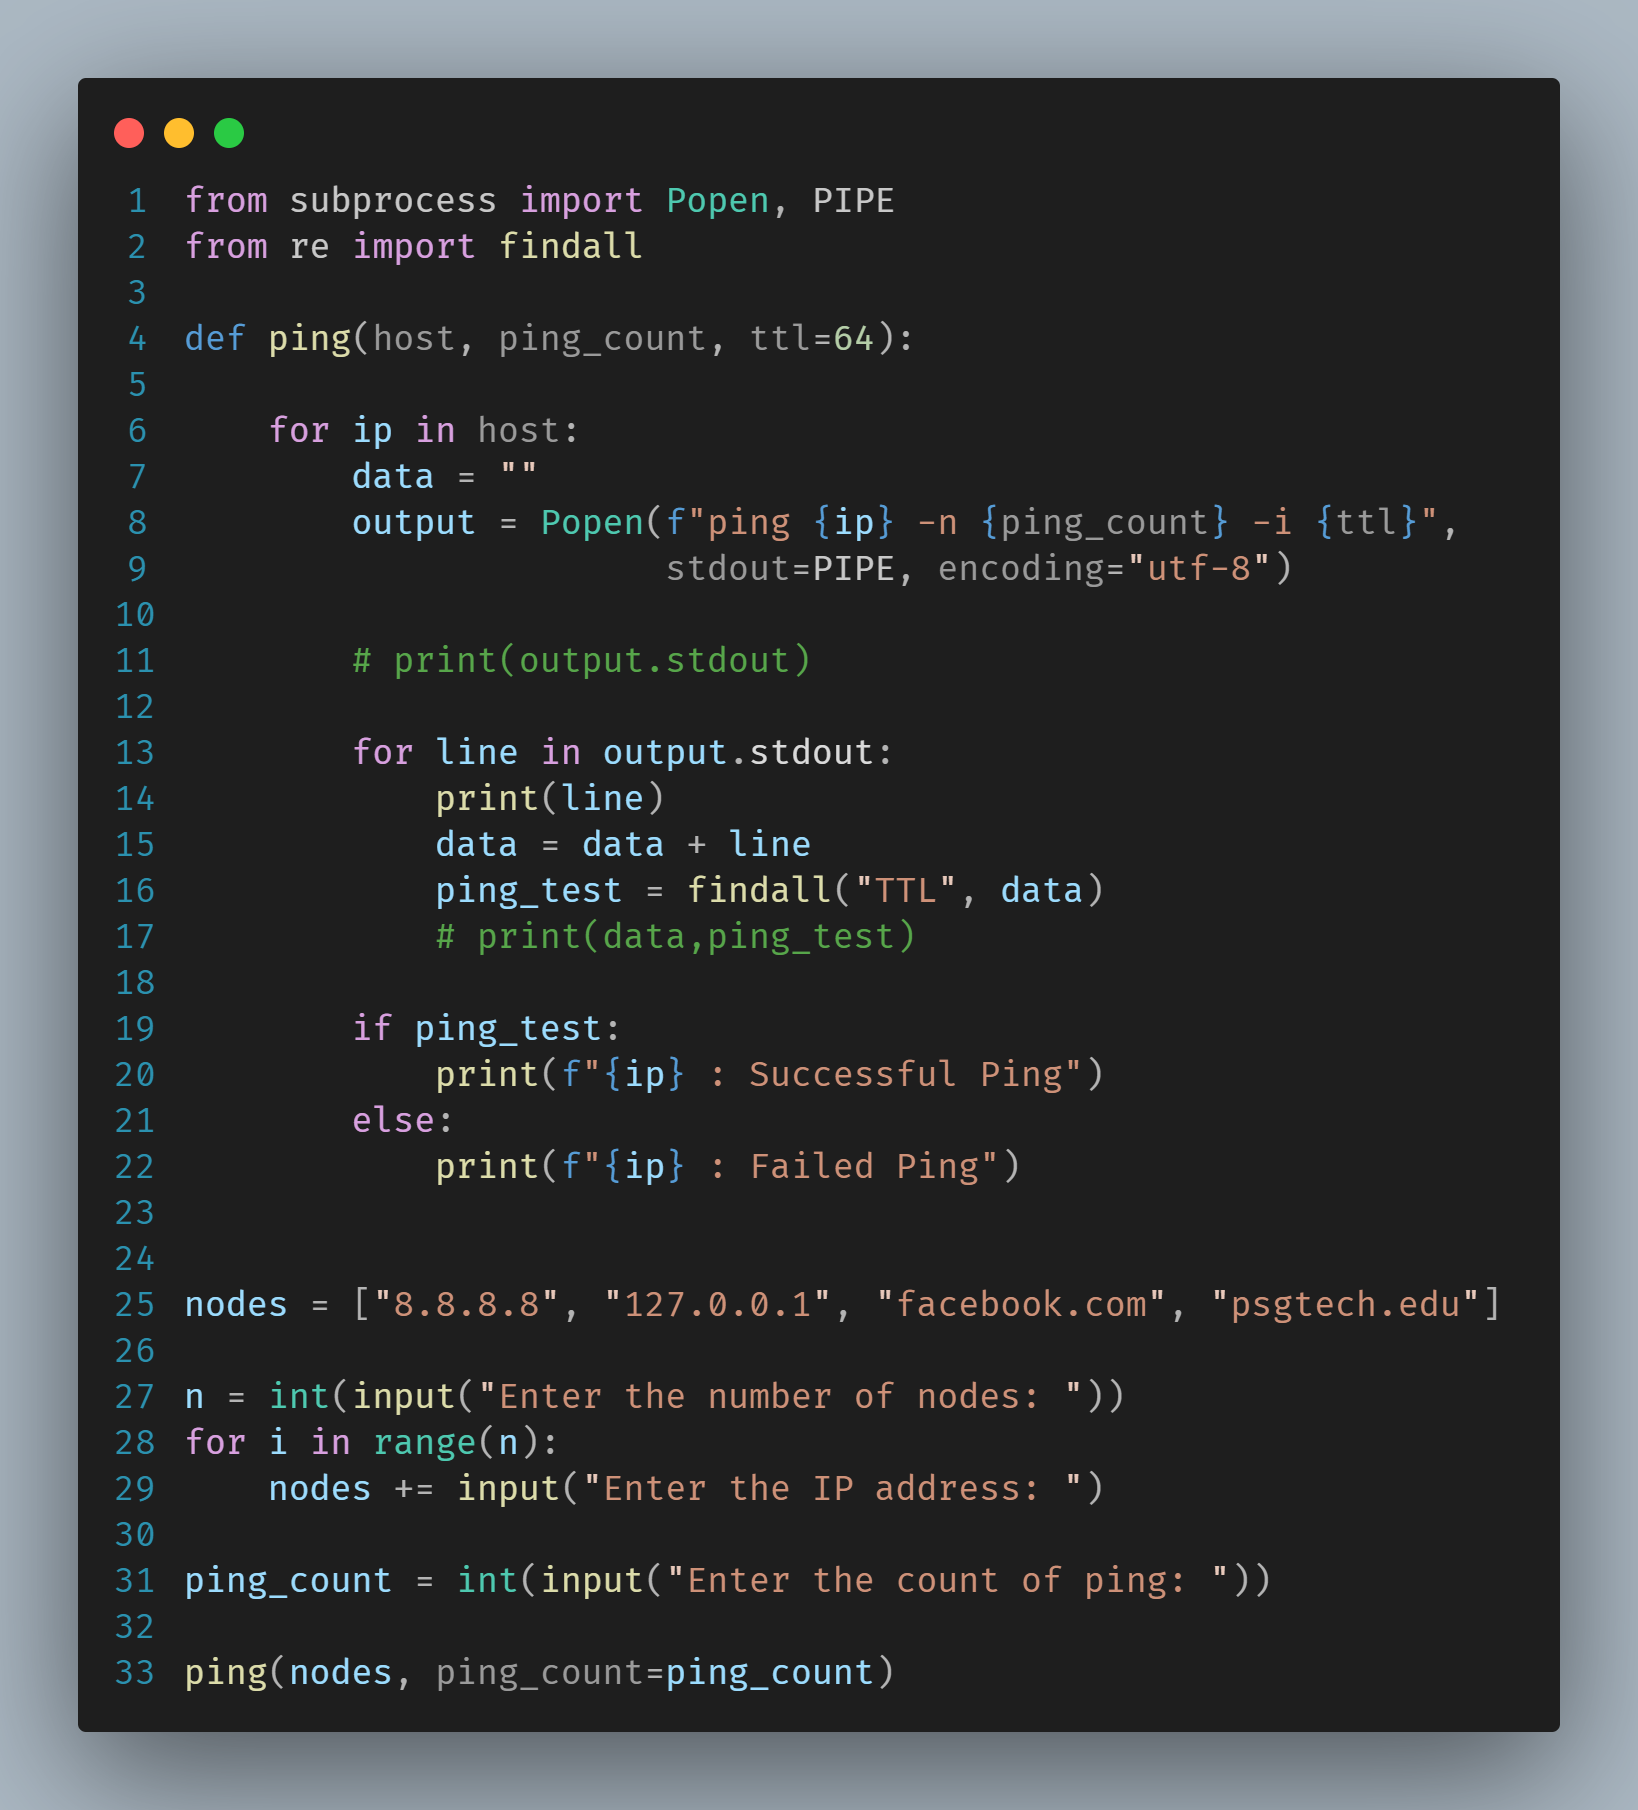 1 from subprocess import Popen, PIPE
2 from re import findall
3
4 def ping(host, ping_count, ttl=64):
5
6     for ip in host:
7         data = ""
8         output = Popen(f"ping {ip} -n {ping_count} -i {ttl}",
9                        stdout=PIPE, encoding="utf-8")
10
11         # print(output.stdout)
12
13         for line in output.stdout:
14             print(line)
15             data = data + line
16             ping_test = findall("TTL", data)
17             # print(data,ping_test)
18
19         if ping_test:
20             print(f"{ip} : Successful Ping")
21         else:
22             print(f"{ip} : Failed Ping")
23
24
25 nodes = ["8.8.8.8", "127.0.0.1", "facebook.com", "psgtech.edu"]
26
27 n = int(input("Enter the number of nodes: "))
28 for i in range(n):
29     nodes += input("Enter the IP address: ")
30
31 ping_count = int(input("Enter the count of ping: "))
32
33 ping(nodes, ping_count=ping_count)